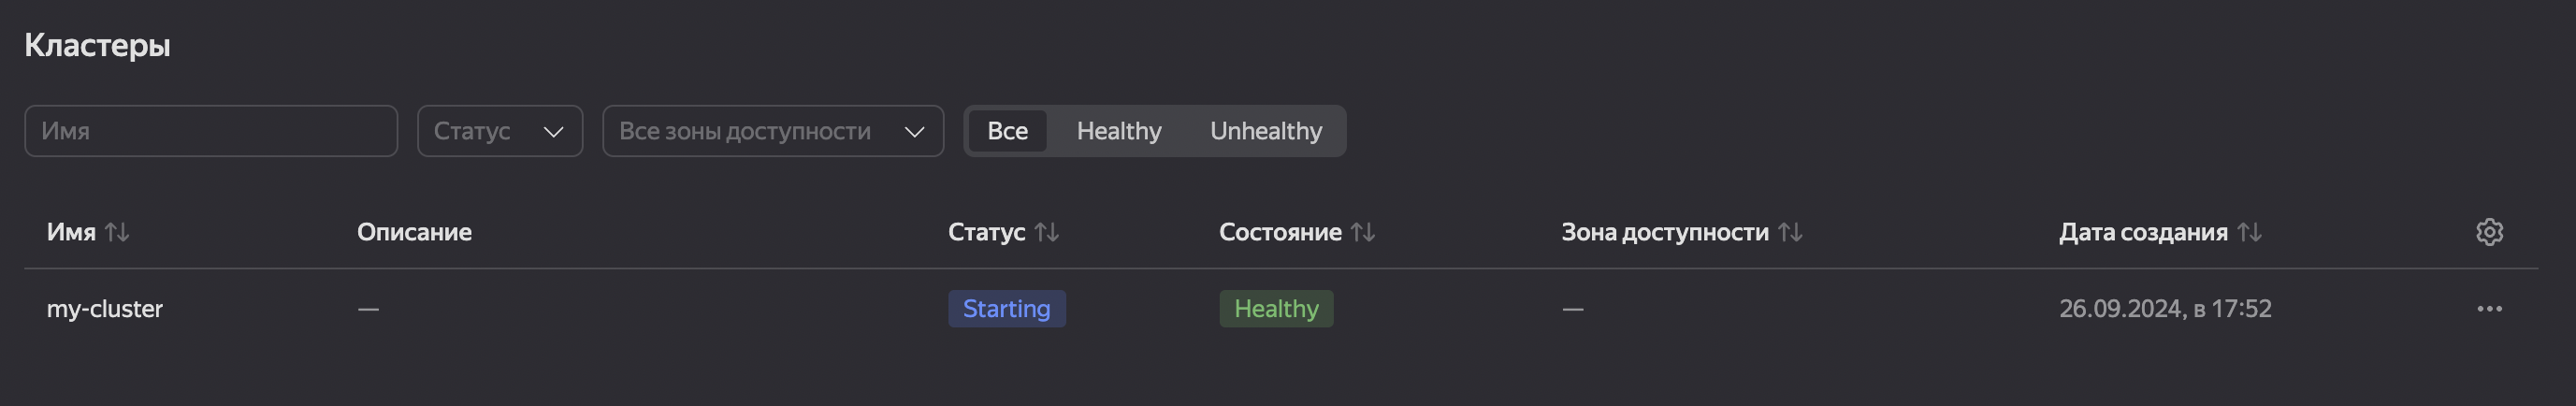 Кластеры
Имя Статус Все зоны доступности Все Healthy Unhealthy
Имя Описание Статус Состояние Зона доступности Дата создания
my-cluster — Starting Healthy — 26.09.2024, в 17:52